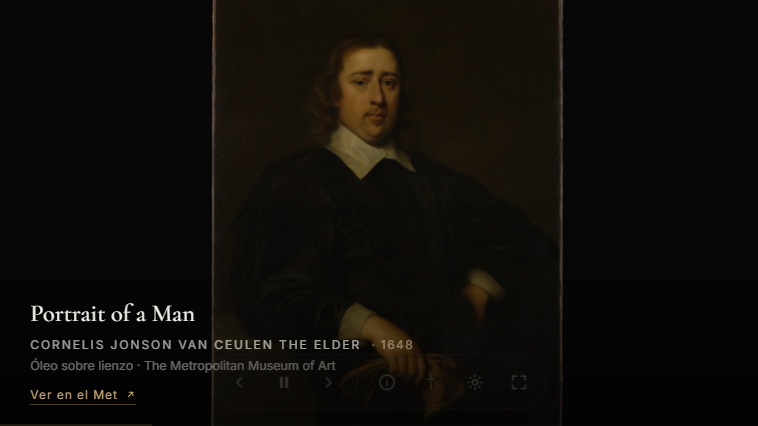 Portrait of a Man
CORNELIS JONSON VAN CEULEN THE ELDER · 1648
Óleo sobre lienzo · The Metropolitan Museum of Art
Ver en el Met ↗